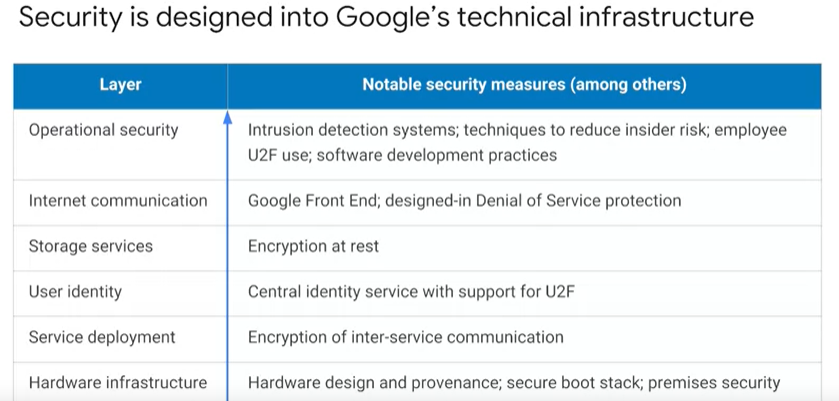 Security is designed into Google's technical infrastructure
Layer
Notable security measures (among others)
Operational security
Intrusion detection systems; techniques to reduce insider risk; employee
U2F use; software development practices
Internet communication
Google Front End; designed-in Denial of Service protection
Storage services
Encryption at rest
User identity
Central identity service with support for U2F
Service deployment
Encryption of inter-service communication
Hardware infrastructure
Hardware design and provenance; secure boot stack; premises security